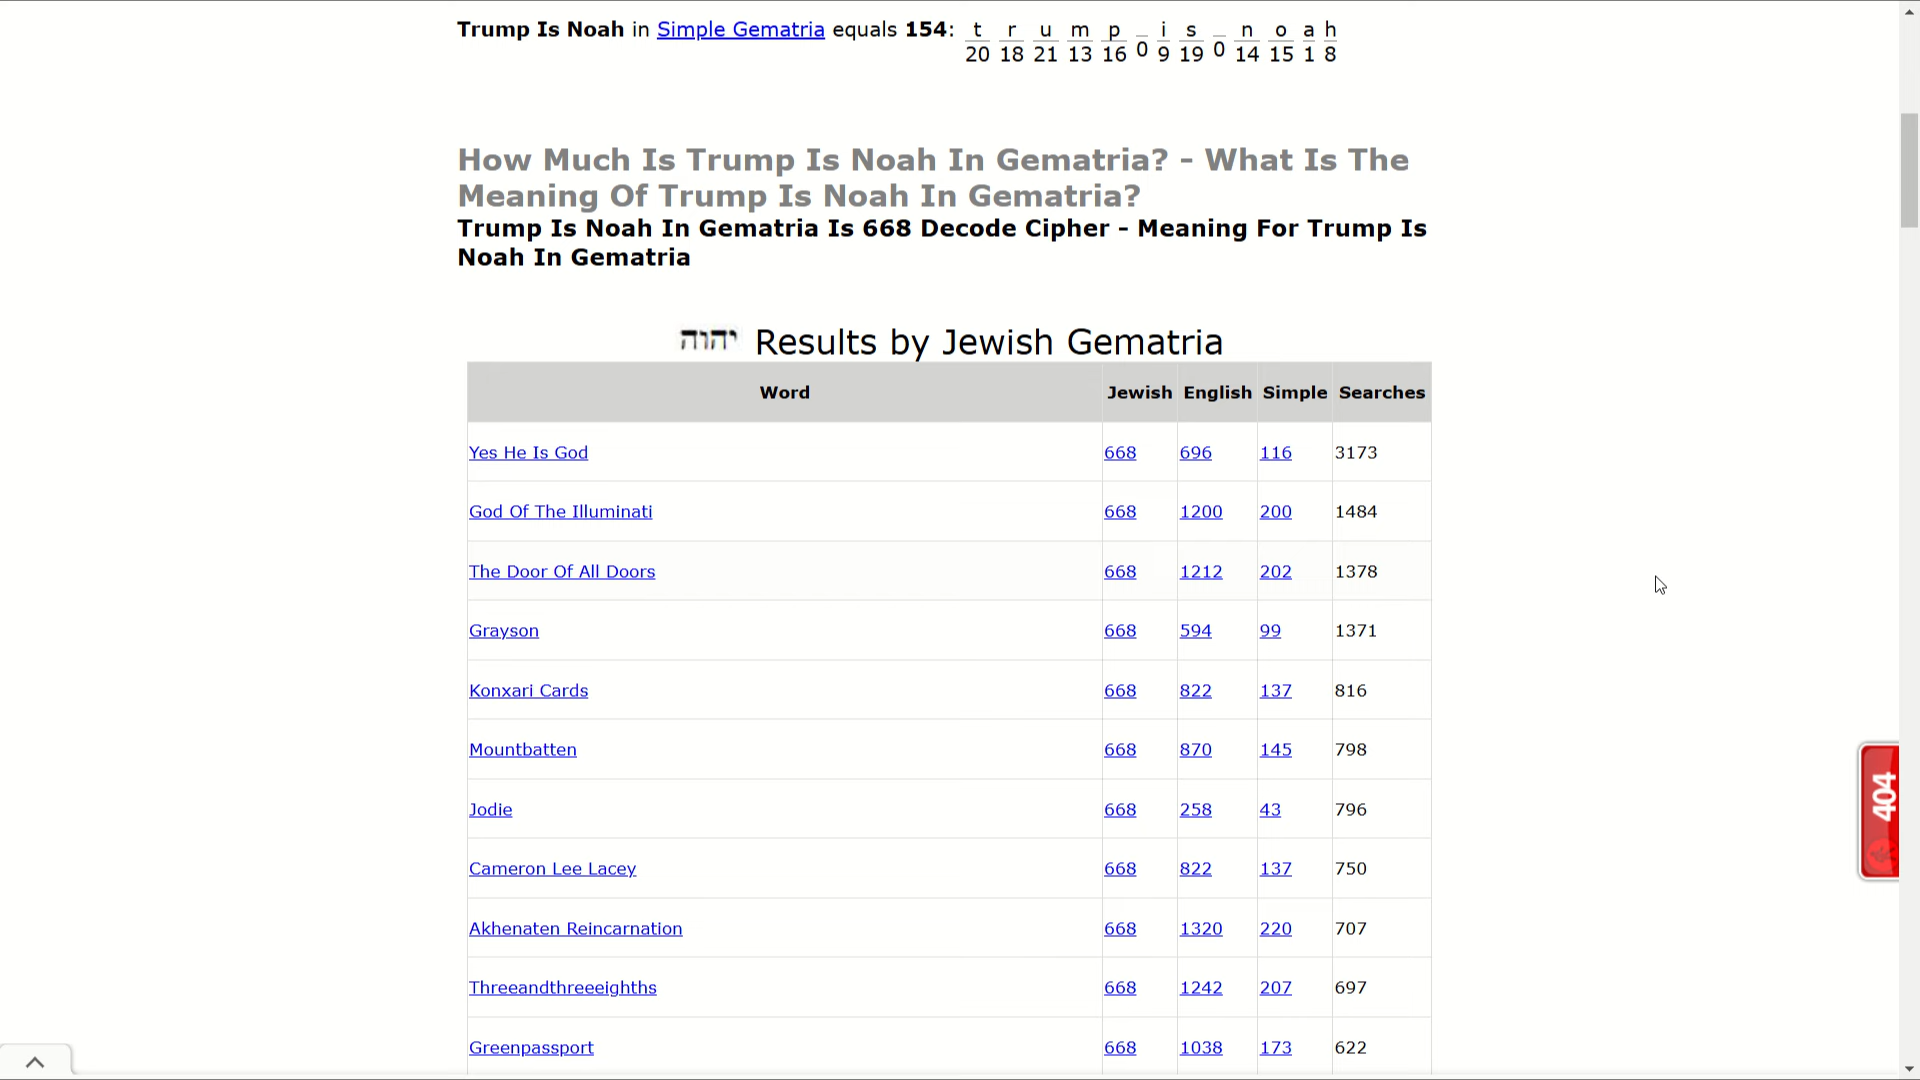 Trump Is Noah in Simple Gematria equals 154: t r u m p _ i s _ n o a h
20 18 21 13 16 0 9 19 0 14 15 1 8
How Much Is Trump Is Noah In Gematria? - What Is The
Meaning Of Trump Is Noah In Gematria?
Trump Is Noah In Gematria Is 668 Decode Cipher - Meaning For Trump Is
Noah In Gematria
יהוה Results by Jewish Gematria
Word Jewish English Simple Searches
Yes He Is God 668 696 116 3173
God Of The Illuminati 668 1200 200 1484
The Door Of All Doors 668 1212 202 1378
Grayson 668 594 99 1371
Konxari Cards 668 822 137 816
Mountbatten 668 870 145 798
Jodie 668 258 43 796
Cameron Lee Lacey 668 822 137 750
Akhenaten Reincarnation 668 1320 220 707
Threeandthreeeighths 668 1242 207 697
Greenpassport 668 1038 173 622
404